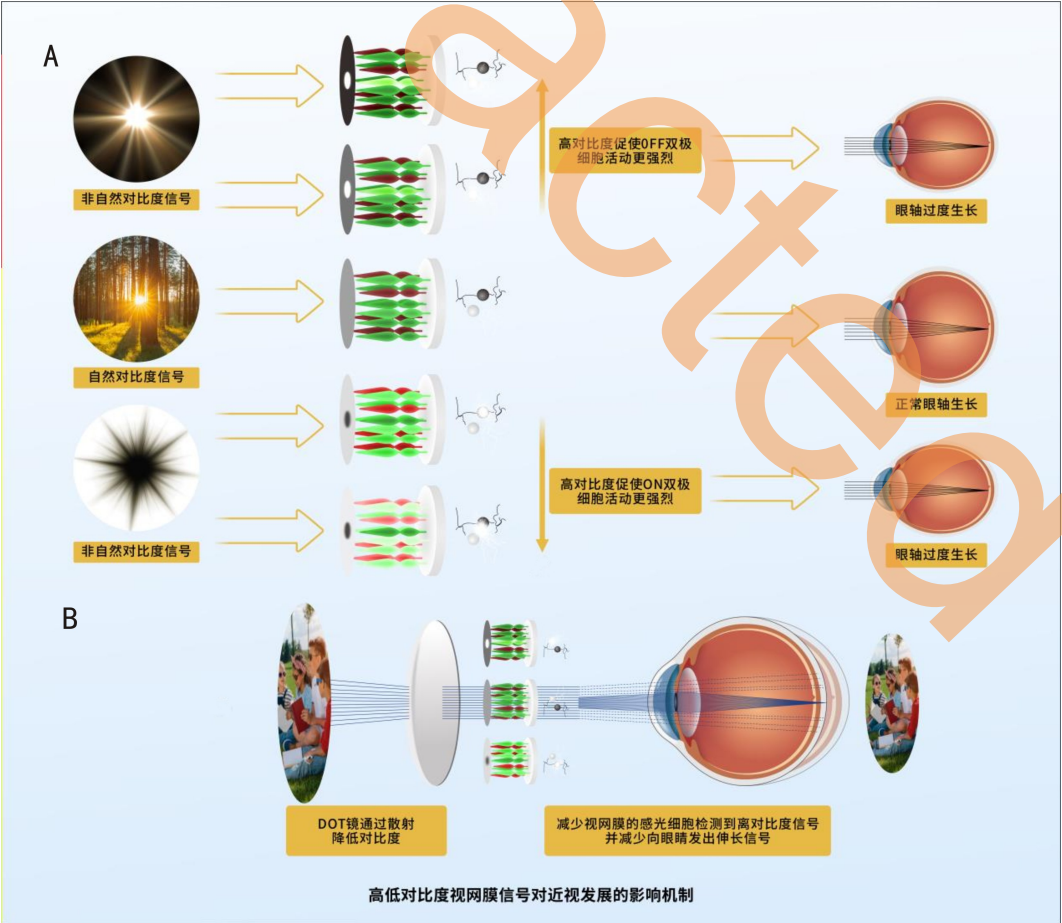 A
非自然对比度信号
高对比度促使OFF双极
细胞活动更强烈
眼轴过度生长
自然对比度信号
正常眼轴生长
高对比度促使ON双极
细胞活动更强烈
非自然对比度信号
眼轴过度生长
B
DOT镜通过散射
降低对比度
减少视网膜的感光细胞检测到离对比度信号
并减少向眼睛发出伸长信号
高低对比度视网膜信号对近视发展的影响机制
acted